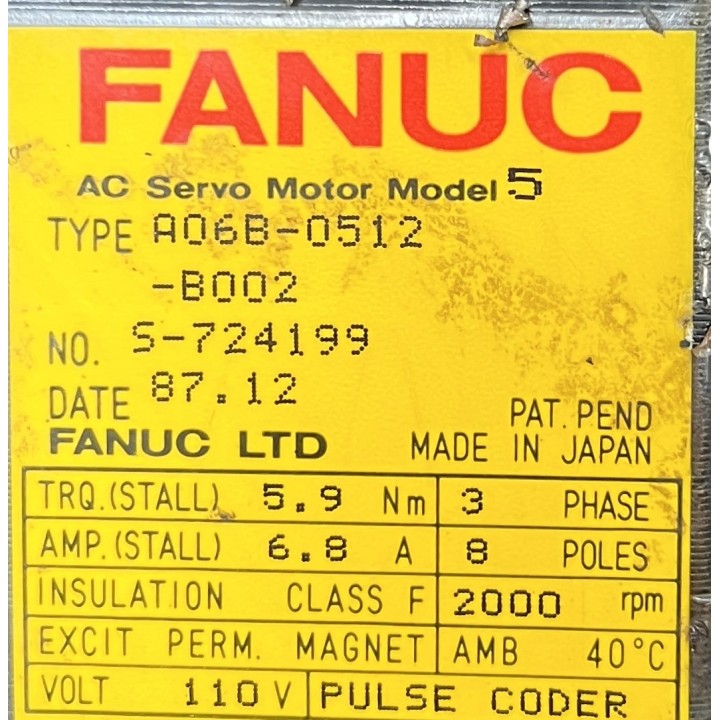 FANUC
AC Servo Motor Model 5
TYPE A06B-0512
-B002
NO. S-724199
DATE 87.12
PAT. PEND
FANUC LTD MADE IN JAPAN
TRQ.(STALL) 5.9 Nm 3 PHASE
AMP.(STALL) 6.8 A 8 POLES
INSULATION CLASS F 2000 rpm
EXCIT PERM. MAGNET AMB 40°C
VOLT 110 V PULSE CODER